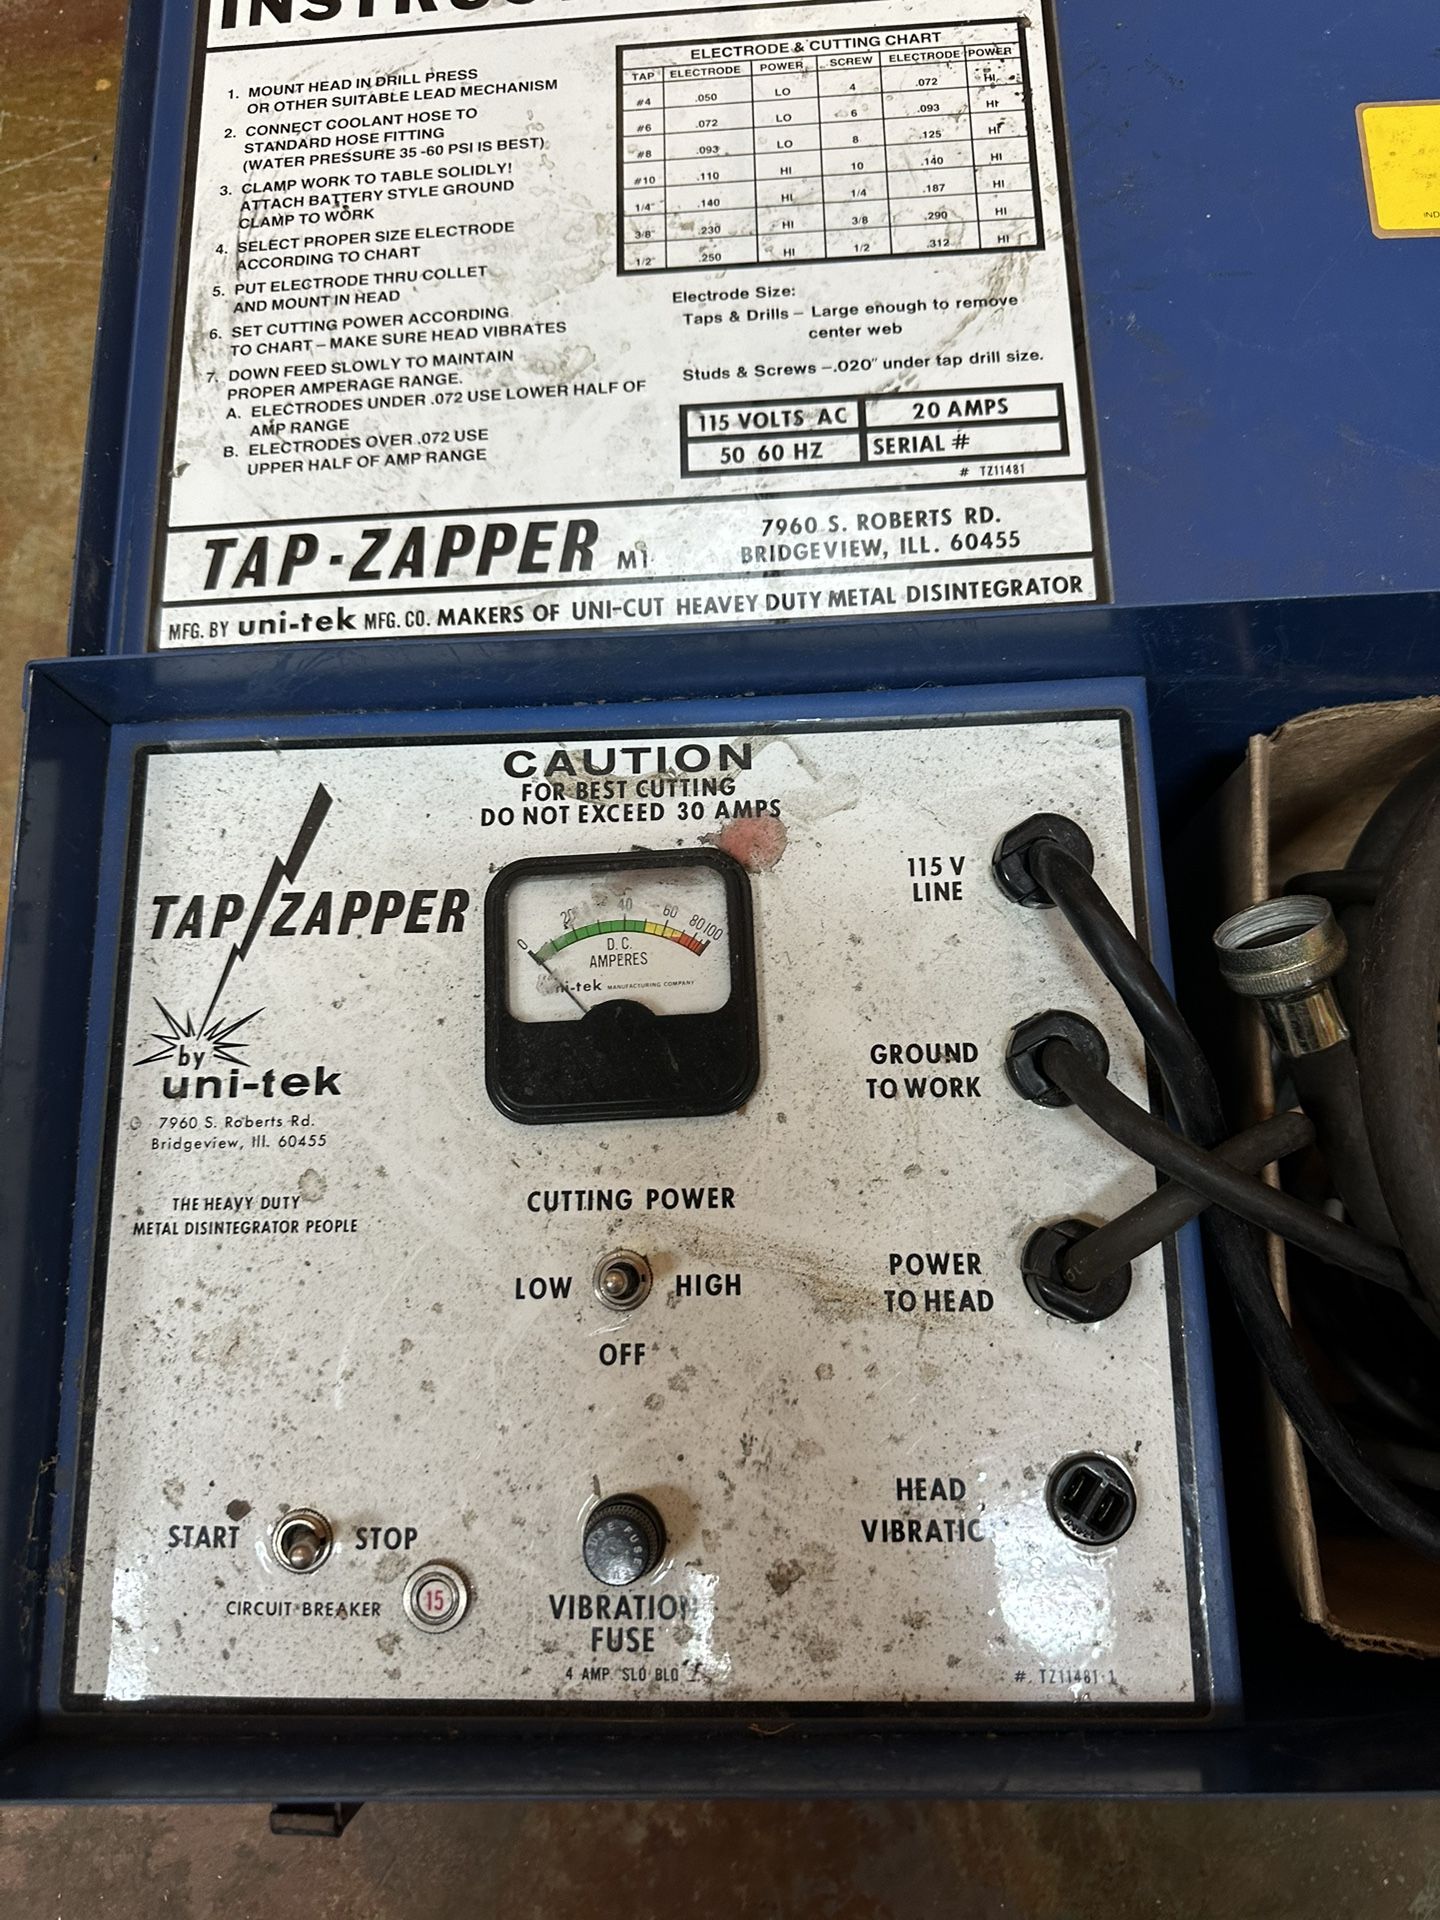 INSTRUC
1. MOUNT HEAD IN DRILL PRESS
OR OTHER SUITABLE LEAD MECHANISM
2. CONNECT COOLANT HOSE TO
STANDARD HOSE FITTING
(WATER PRESSURE 35-60 PSI IS BEST)
3. CLAMP WORK TO TABLE SOLIDLY!
ATTACH BATTERY STYLE GROUND
CLAMP TO WORK
4. SELECT PROPER SIZE ELECTRODE
ACCORDING TO CHART
5. PUT ELECTRODE THRU COLLET
AND MOUNT IN HEAD
6. SET CUTTING POWER ACCORDING
TO CHART – MAKE SURE HEAD VIBRATES
7. DOWN FEED SLOWLY TO MAINTAIN
PROPER AMPERAGE RANGE.
A. ELECTRODES UNDER .072 USE LOWER HALF OF
AMP RANGE
B. ELECTRODES OVER .072 USE
UPPER HALF OF AMP RANGE
ELECTRODE & CUTTING CHART
TAP ELECTRODE POWER SCREW ELECTRODE POWER
#4 .050 LO 4 .072 HI
#6 .072 LO 6 .093 HI
#8 .093 LO 8 .125 HI
#10 .110 HI 10 .140 HI
1/4" .140 HI 1/4 .187 HI
3/8" .230 HI 3/8 .290 HI
1/2" .250 HI 1/2 .312 HI
Electrode Size:
Taps & Drills – Large enough to remove
center web
Studs & Screws –.020" under tap drill size.
115 VOLTS AC 20 AMPS
50 60 HZ SERIAL #
# TZ11481
TAP-ZAPPER M1
7960 S. ROBERTS RD.
BRIDGEVIEW, ILL. 60455
MFG. BY uni-tek MFG. CO. MAKERS OF UNI-CUT HEAVEY DUTY METAL DISINTEGRATOR
IND
CAUTION
FOR BEST CUTTING
DO NOT EXCEED 30 AMPS
TAP ZAPPER
by
uni-tek
7960 S. Roberts Rd.
Bridgeview, Ill. 60455
THE HEAVY DUTY
METAL DISINTEGRATOR PEOPLE
0 20 40 60 80 100
D.C.
AMPERES
uni-tek MANUFACTURING COMPANY
115 V
LINE
GROUND
TO WORK
CUTTING POWER
LOW HIGH
OFF
POWER
TO HEAD
START STOP
CIRCUIT BREAKER 15
FUSE
VIBRATION
FUSE
4 AMP SLO BLO
HEAD
VIBRATIO
# TZ11481-1